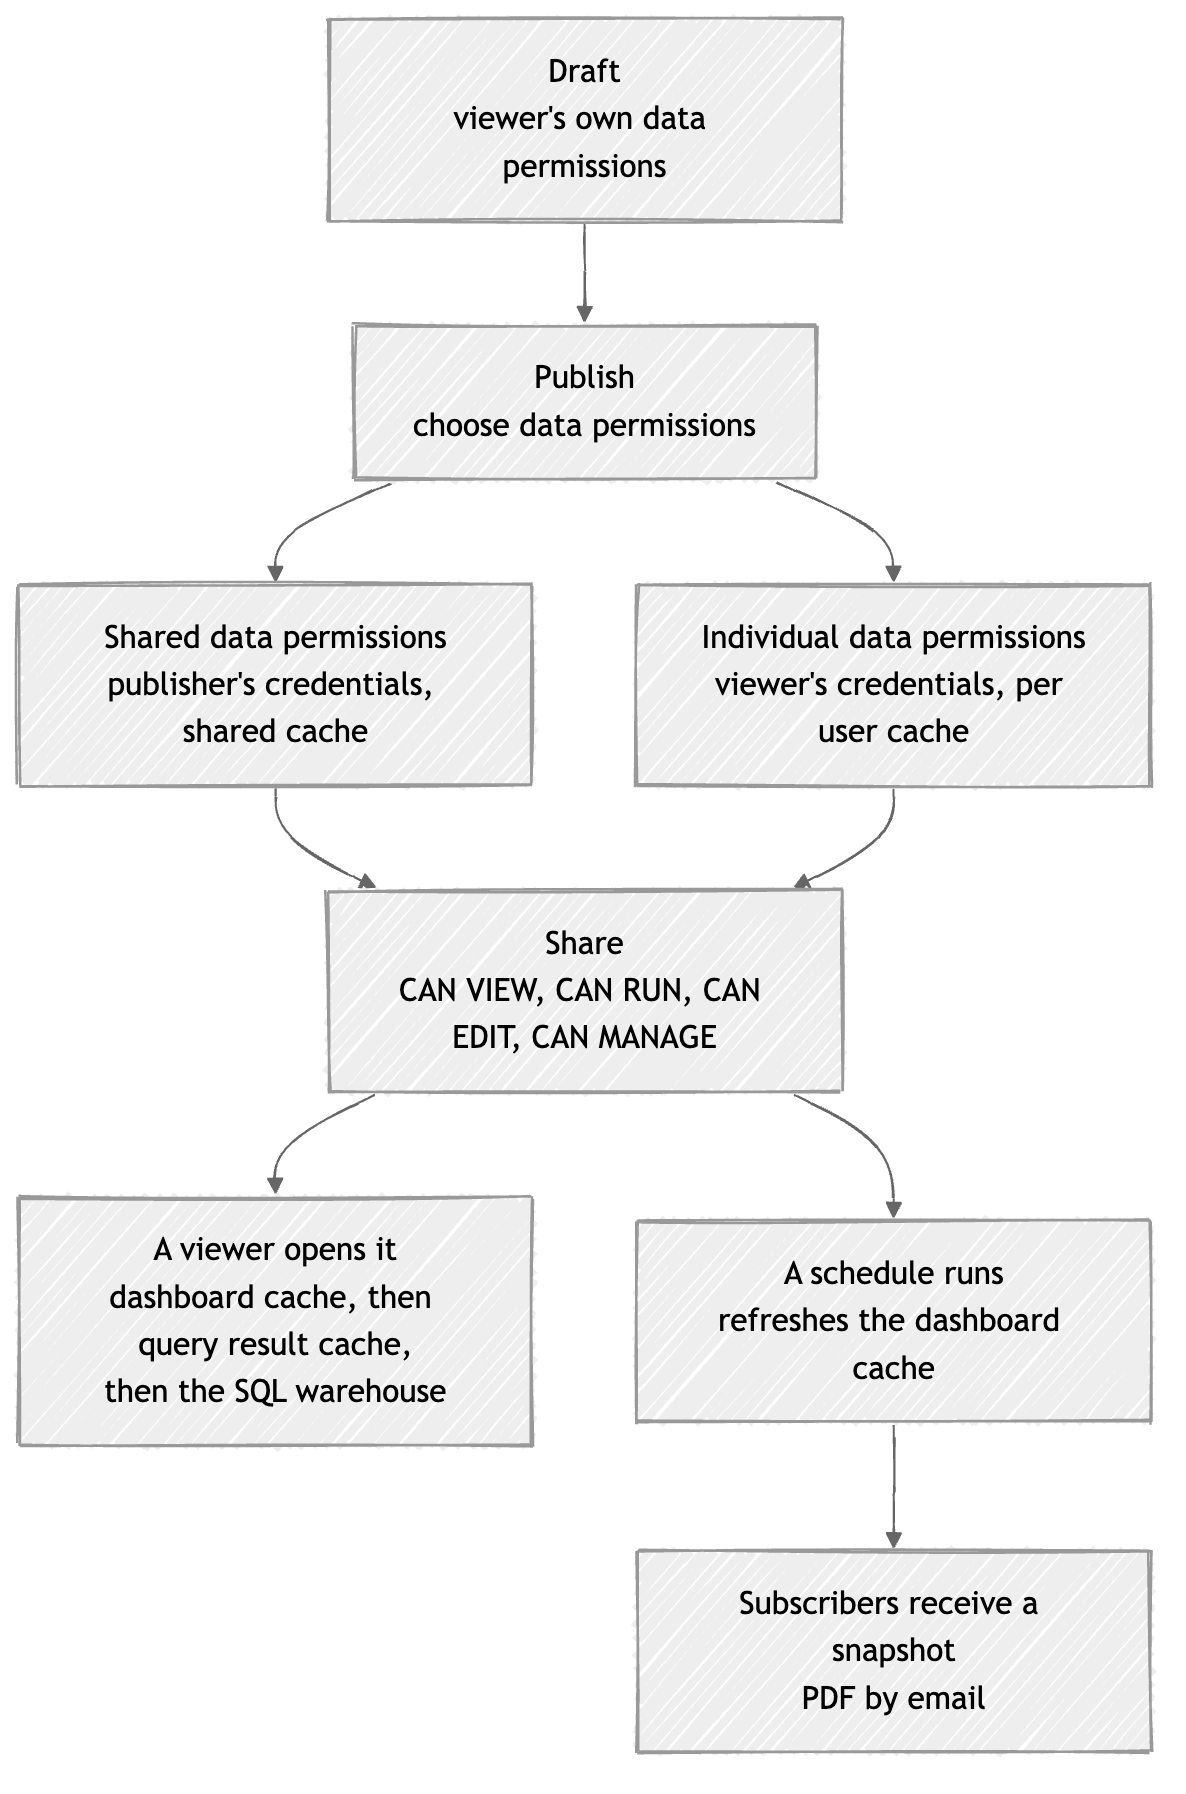 Draft
viewer's own data
permissions
Publish
choose data permissions
Shared data permissions
publisher's credentials,
shared cache
Individual data permissions
viewer's credentials, per
user cache
Share
CAN VIEW, CAN RUN, CAN
EDIT, CAN MANAGE
A viewer opens it
dashboard cache, then
query result cache,
then the SQL warehouse
A schedule runs
refreshes the dashboard
cache
Subscribers receive a
snapshot
PDF by email